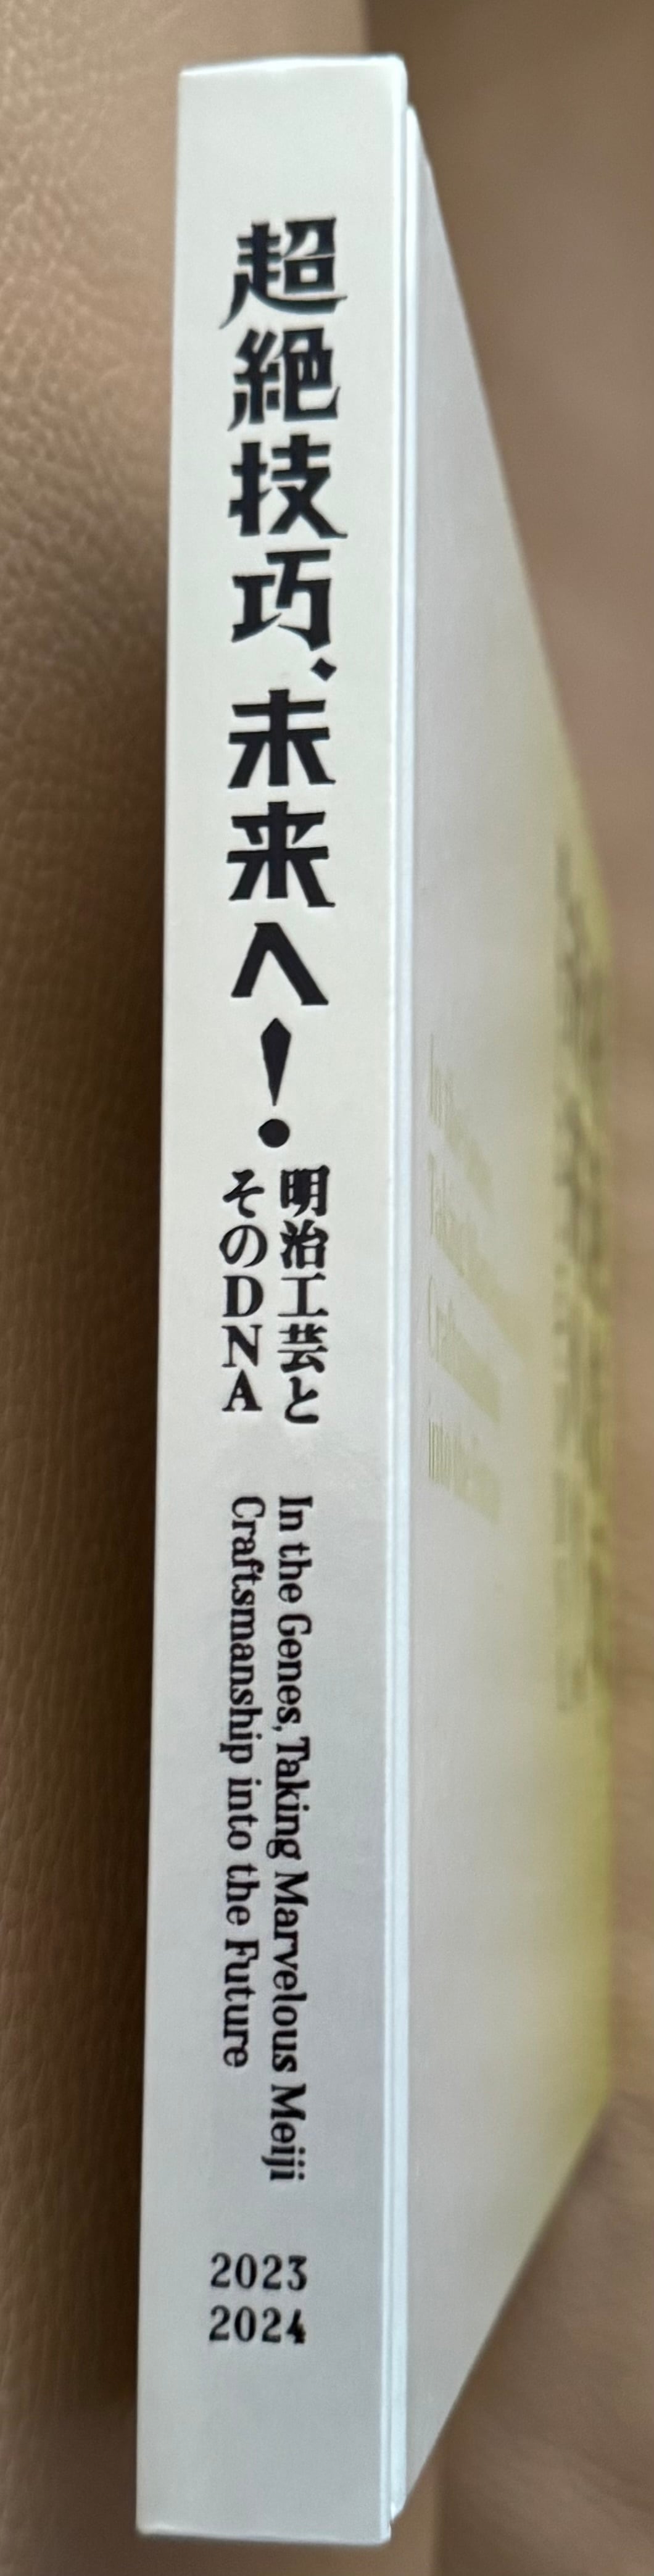 超絶技巧、未来へ!
明治工芸と
そのDNA
In the Genes, Taking Marvelous Meiji
Craftsmanship into the Future
2023
2024